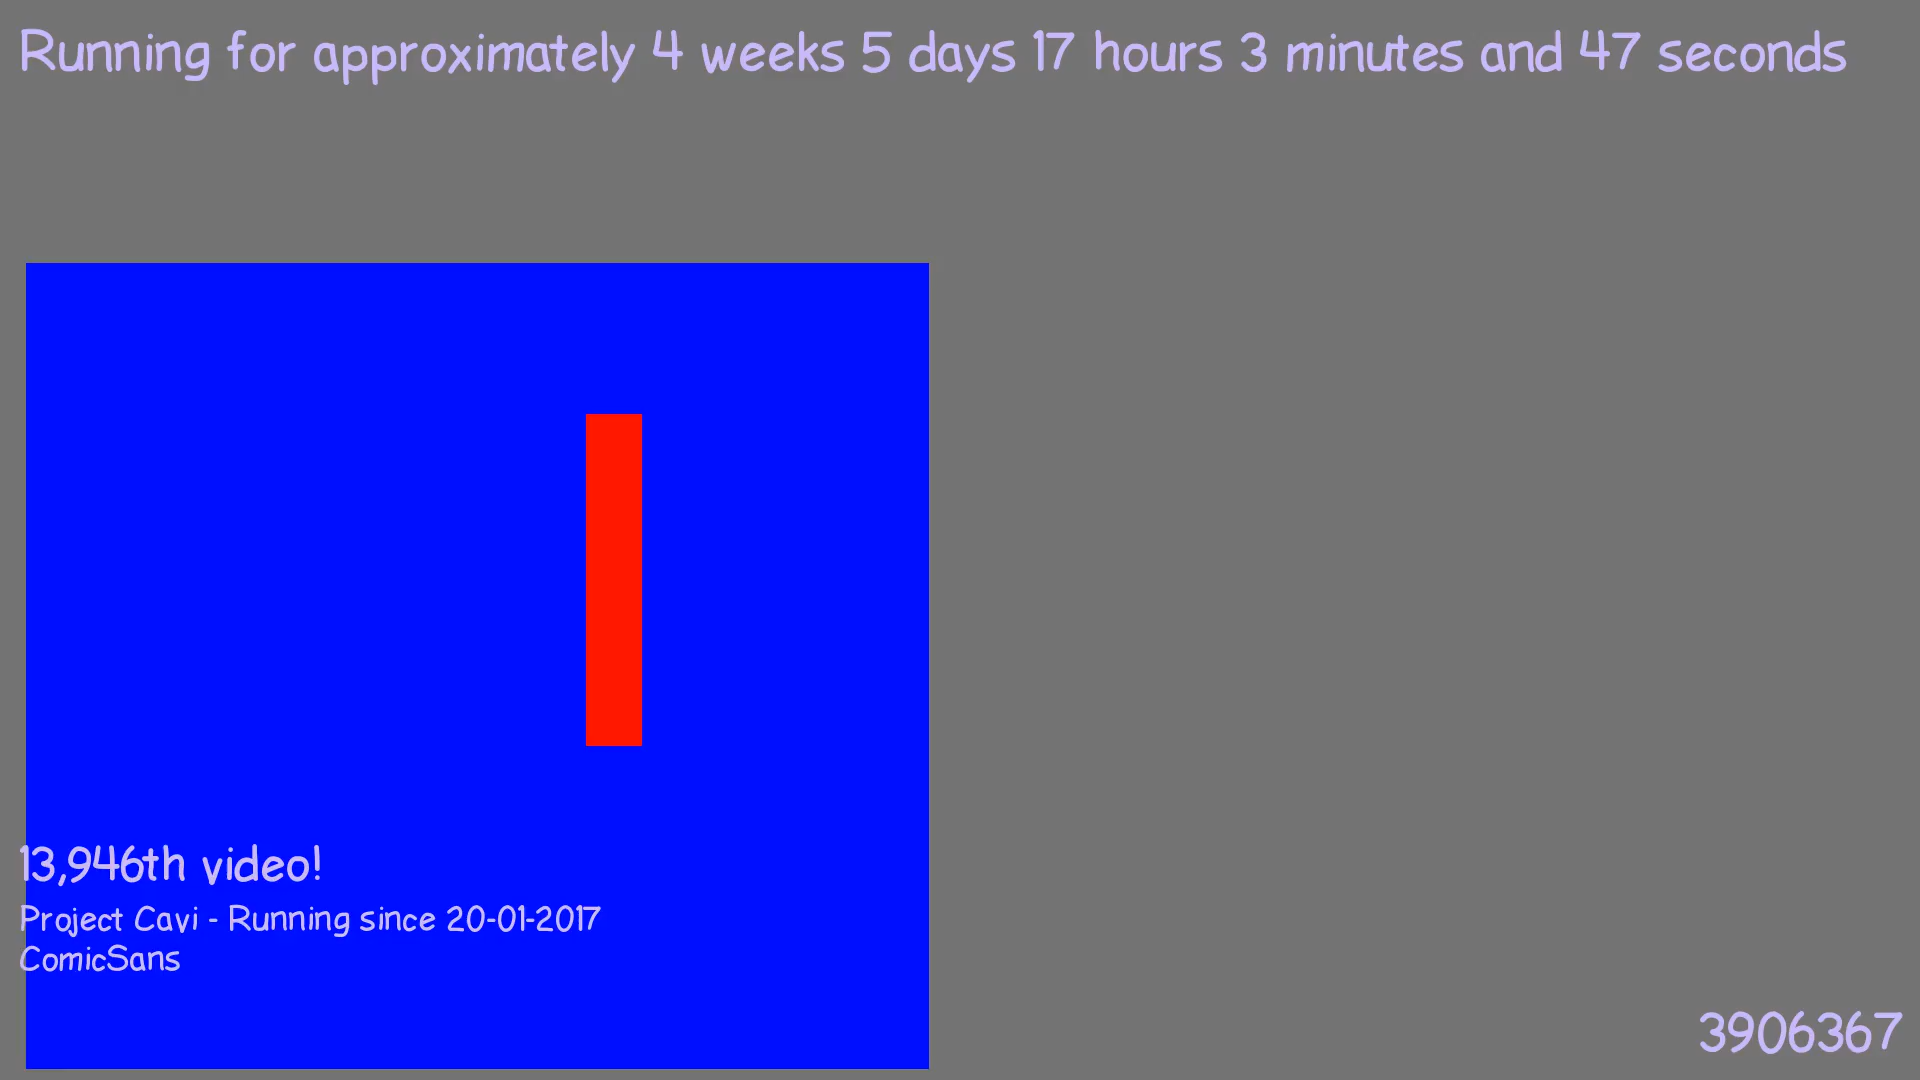 Running for approximately 4 weeks 5 days 17 hours 3 minutes and 47 seconds
13,946th video!
Project Cavi - Running since 20-01-2017
ComicSans
3906367